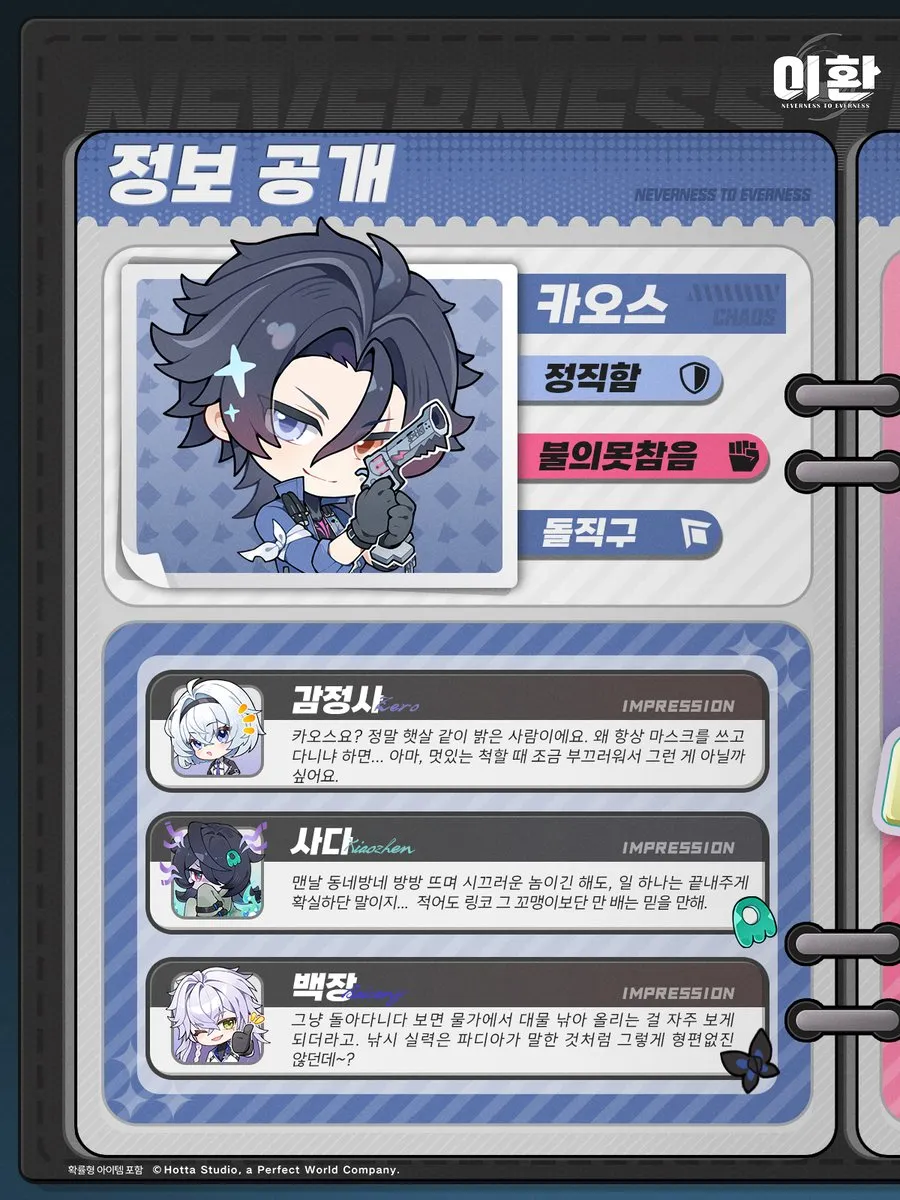 이환
NEVERNESS TO EVERNESS
정보 공개
NEVERNESS TO EVERNESS
카오스
CHAOS
정직함
불의못참음
돌직구
감정사
Zero
IMPRESSION
카오스요? 정말 햇살 같이 밝은 사람이에요. 왜 항상 마스크를 쓰고
다니냐 하면... 아마, 멋있는 척할 때 조금 부끄러워서 그런 게 아닐까
싶어요.
사다
Xiaozhen
IMPRESSION
맨날 동네방네 방방 뜨며 시끄러운 놈이긴 해도, 일 하나는 끝내주게
확실하단 말이지... 적어도 링코 그 꼬맹이보단 만 배는 믿을 만해.
백장
IMPRESSION
그냥 돌아다니다 보면 물가에서 대물 낚아 올리는 걸 자주 보게
되더라고. 낚시 실력은 파디아가 말한 것처럼 그렇게 형편없진
않던데~?
확률형 아이템 포함 ©Hotta Studio, a Perfect World Company.